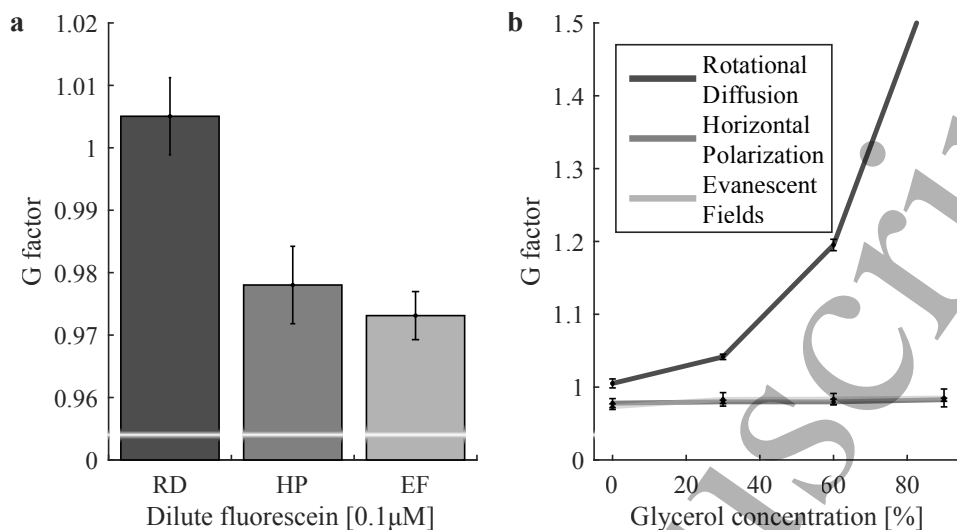 a
1.02
1.01
1
0.99
0.98
0.97
0.96
0
G factor
RD HP EF
Dilute fluorescein [0.1μM]
b
1.5
1.4
1.3
1.2
1.1
1
0
G factor
Rotational
Diffusion
Horizontal
Polarization
Evanescent
Fields
0 20 40 60 80
Glycerol concentration [%]
scri